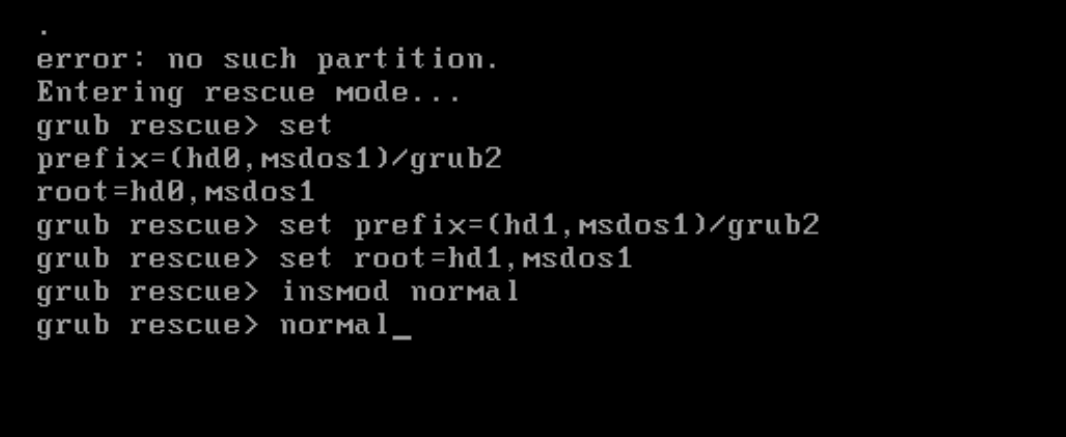 .
error: no such partition.
Entering rescue mode...
grub rescue> set
prefix=(hd0,msdos1)/grub2
root=hd0,msdos1
grub rescue> set prefix=(hd1,msdos1)/grub2
grub rescue> set root=hd1,msdos1
grub rescue> insmod normal
grub rescue> normal_